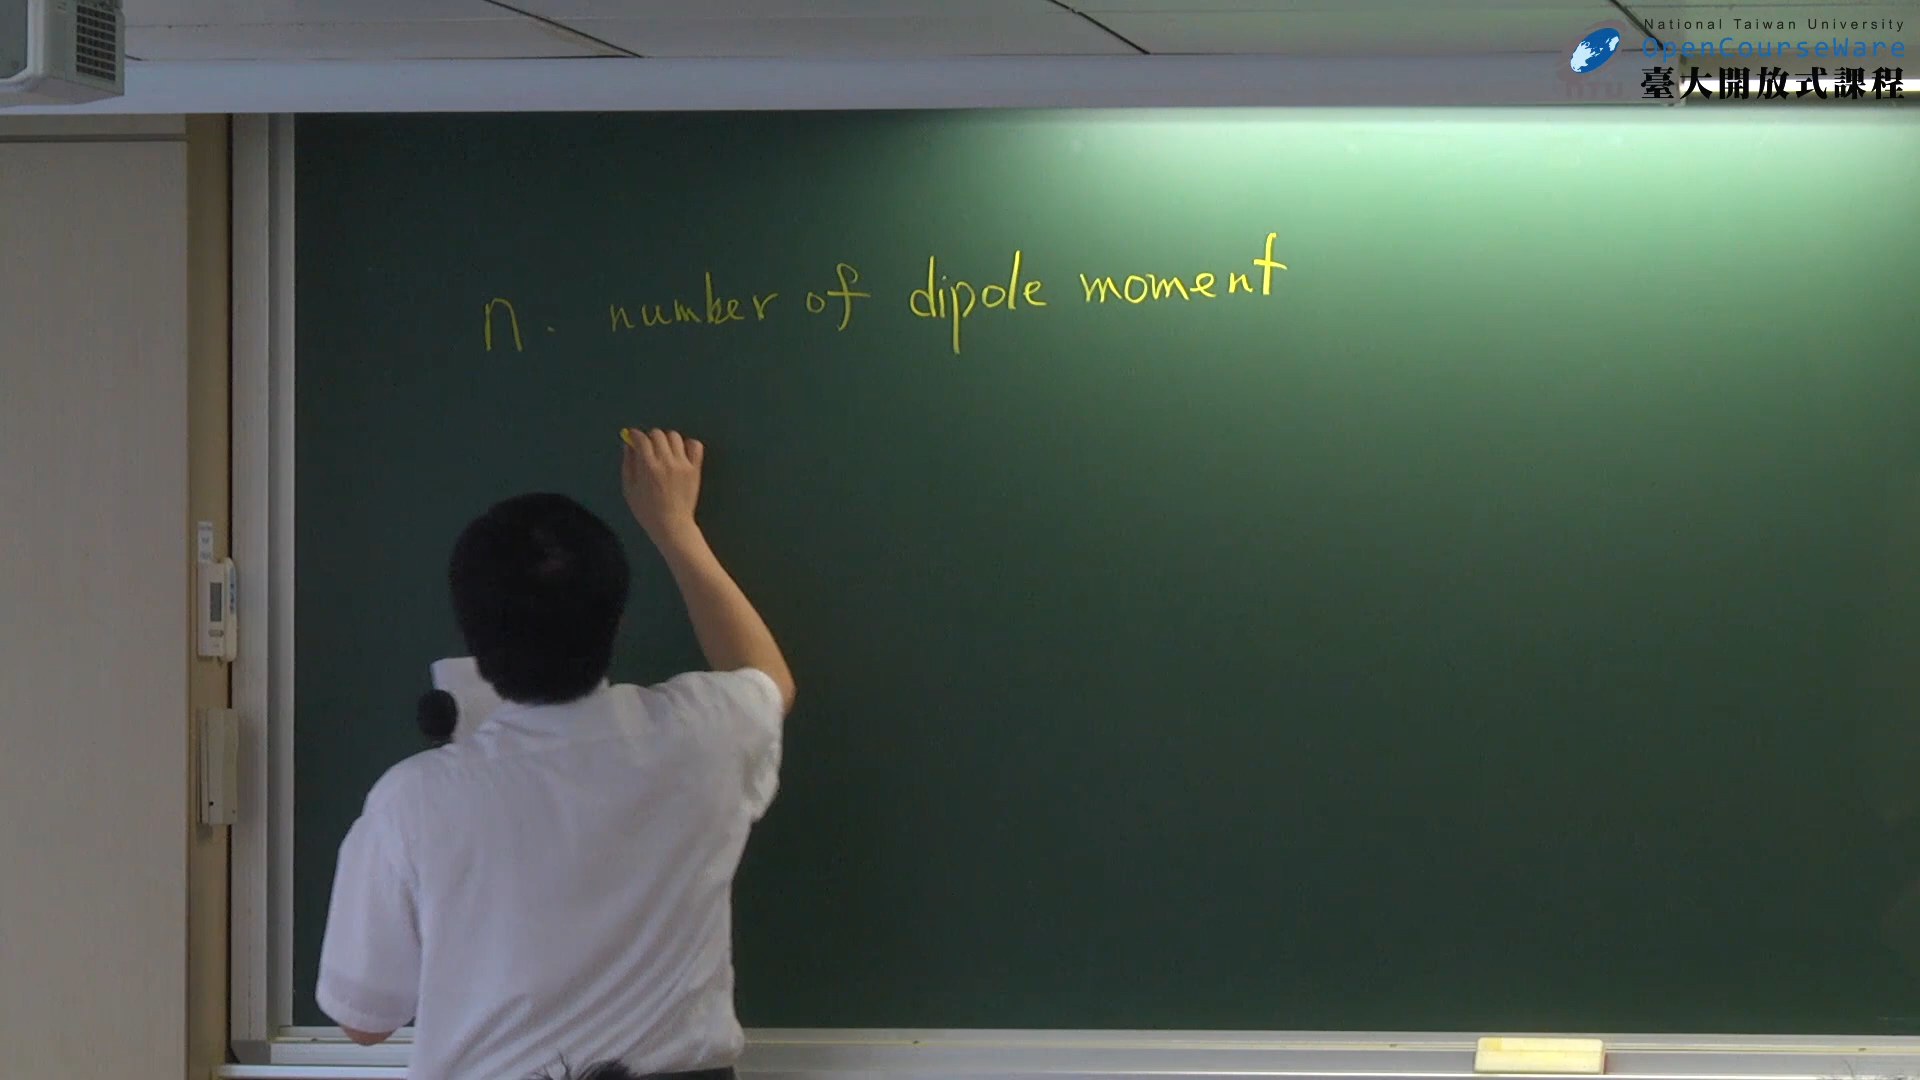 National Taiwan University
OpenCourseWare
臺大開放式課程
n. number of dipole moment